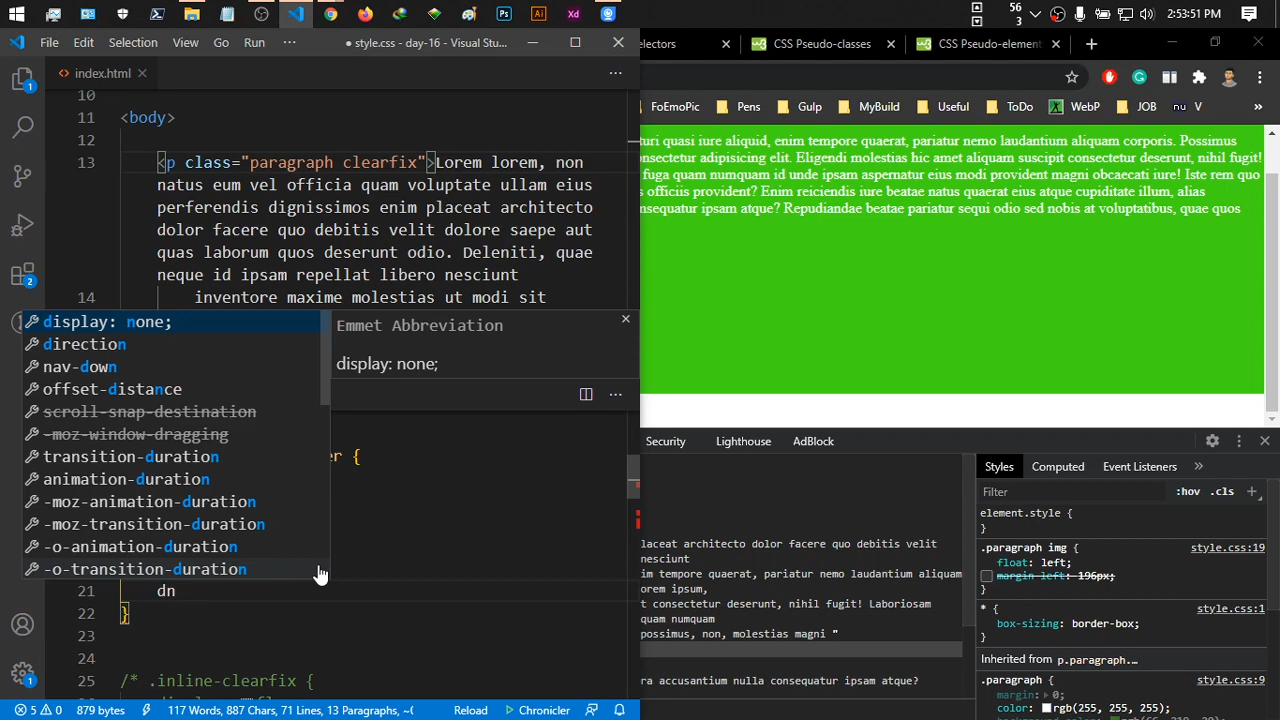 56
3
2:53:51 PM
File Edit Selection View Go Run ···
● style.css - day-16 - Visual Stu...
electors
CSS Pseudo-classes
CSS Pseudo-element
index.html
FoEmoPic Pens Gulp MyBuild Useful ToDo WebP JOB nu V »
10
11 <body>
12
13 <p class="paragraph clearfix">Lorem lorem, non
natus eum vel officia quam voluptate ullam eius
perferendis dignissimos enim placeat architecto
dolor facere quo debitis velit dolore saepe aut
quas laborum quos deserunt odio. Deleniti, quae
neque id ipsam repellat libero nesciunt
14 inventore maxime molestias ut modi sit
turi quasi iure aliquid, enim tempore quaerat, pariatur nemo laudantium aliquam corporis. Possimus
nsectetur adipisicing elit. Eligendi molestias hic amet aliquam suscipit consectetur deserunt, nihil fugit!
fuga quam numquam id unde ipsam aspernatur eius modi provident magni obcaecati iure! Iste rem quo
s officiis provident? Enim reiciendis iure beatae natus quaerat eius atque cupiditate illum, alias
nsequatur ipsam atque? Repudiandae beatae pariatur sequi odio sed nobis at voluptatibus, quae quos
display: none;
direction
nav-down
offset-distance
scroll-snap-destination
-moz-window-dragging
transition-duration
animation-duration
-moz-animation-duration
-moz-transition-duration
-o-animation-duration
-o-transition-duration
Emmet Abbreviation
display: none;
er {
21 dn
22 }
23
24
25 /* .inline-clearfix {
Security Lighthouse AdBlock
laceat architecto dolor facere quo debitis velit
nesciunt
im tempore quaerat, pariatur laudantium aliquam
orem ipsum,
t consectetur deserunt, nihil fugit! Laboriosam
quam numquam
possimus, non, molestias magni "
ra accusantium nulla consequatur ipsam atque?
Styles Computed Event Listeners »
Filter :hov .cls
element.style {
}
.paragraph img { style.css:19
float: left;
margin-left: 196px;
}
* { style.css:1
box-sizing: border-box;
}
Inherited from p.paragraph.…
.paragraph { style.css:9
margin: 0;
color: rgb(255, 255, 255);
5 0 879 bytes 117 Words, 887 Chars, 71 Lines, 13 Paragraphs, ~( Reload Chronicler